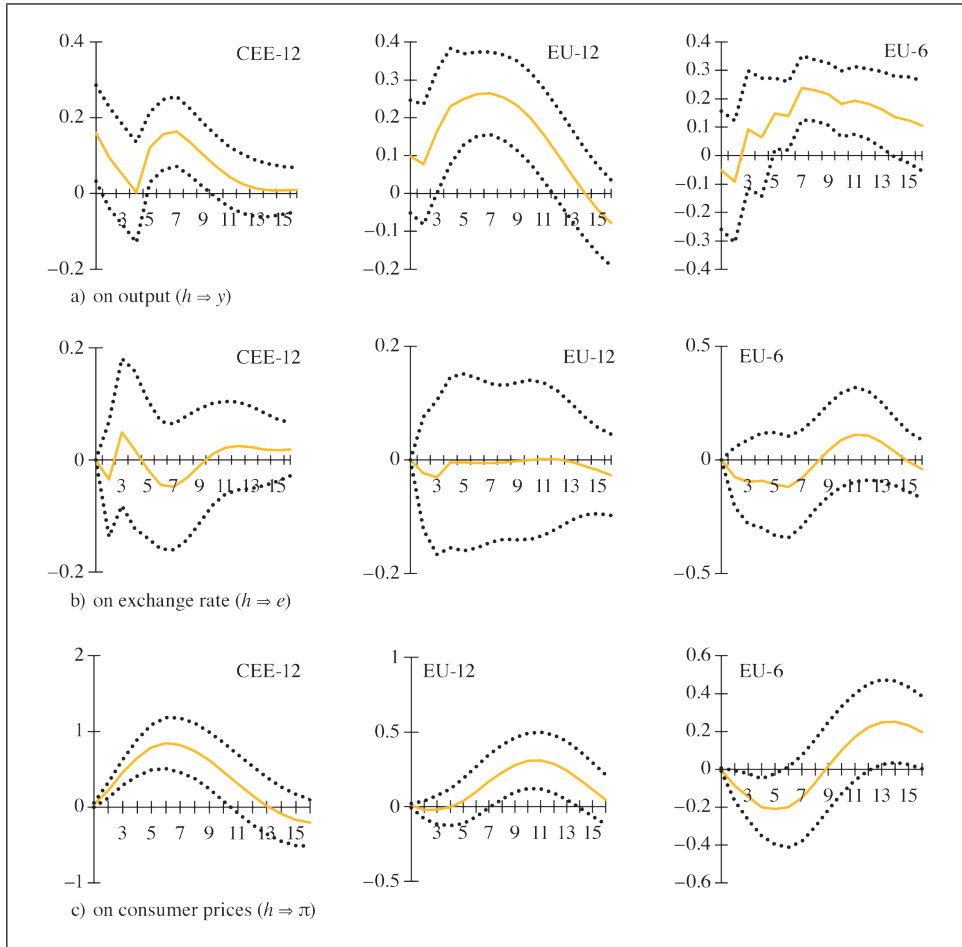 CEE-12
0.4
0.2
0
−0.2
3 5 7 9 11 13 15
EU-12
0.4
0.3
0.2
0.1
0
−0.1
−0.2
3 5 7 9 11 13 15
EU-6
0.4
0.3
0.2
0.1
0
−0.1
−0.2
−0.3
−0.4
3 5 7 9 11 13 15
a) on output (h ⇒ y)
CEE-12
0.2
0
−0.2
3 5 7 9 11 13 15
EU-12
0.2
0
−0.2
3 5 7 9 11 13 15
EU-6
0.5
0
−0.5
3 5 7 9 11 13 15
b) on exchange rate (h ⇒ e)
CEE-12
2
1
0
−1
3 5 7 9 11 13 15
EU-12
1
0.5
0
−0.5
3 5 7 9 11 13 15
EU-6
0.6
0.4
0.2
0
−0.2
−0.4
−0.6
3 5 7 9 11 13 15
c) on consumer prices (h ⇒ π)